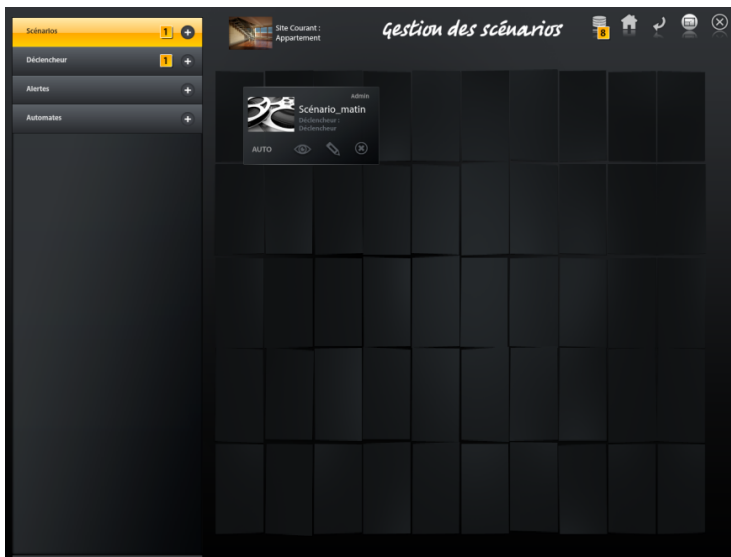 Scénarios 1
Déclencheur 1
Alertes
Automates
Site Courant :
Appartement
Gestion des scénarios
8
Admin
Scénario_matin
Déclencheur :
Déclencheur
AUTO